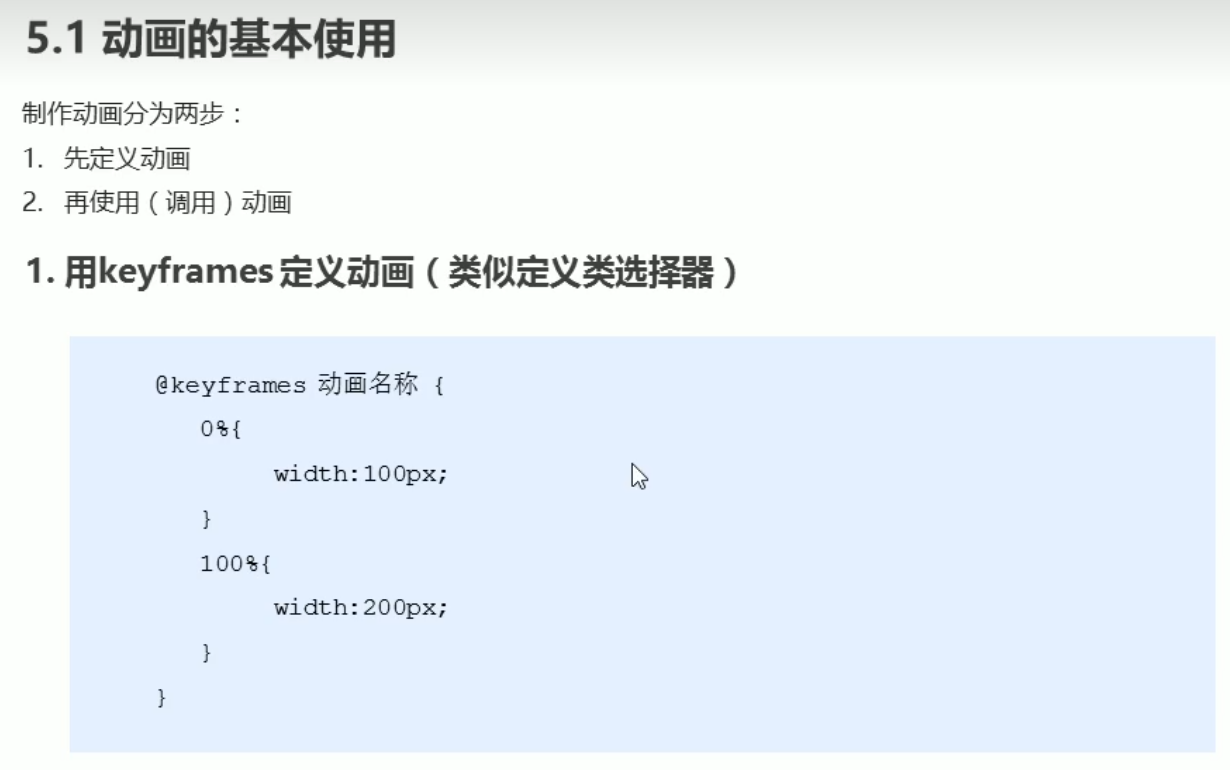 5.1 动画的基本使用
制作动画分为两步：
1. 先定义动画
2. 再使用（调用）动画
1. 用keyframes 定义动画（类似定义类选择器）
@keyframes 动画名称 {
0%{
width:100px;
}
100%{
width:200px;
}
}